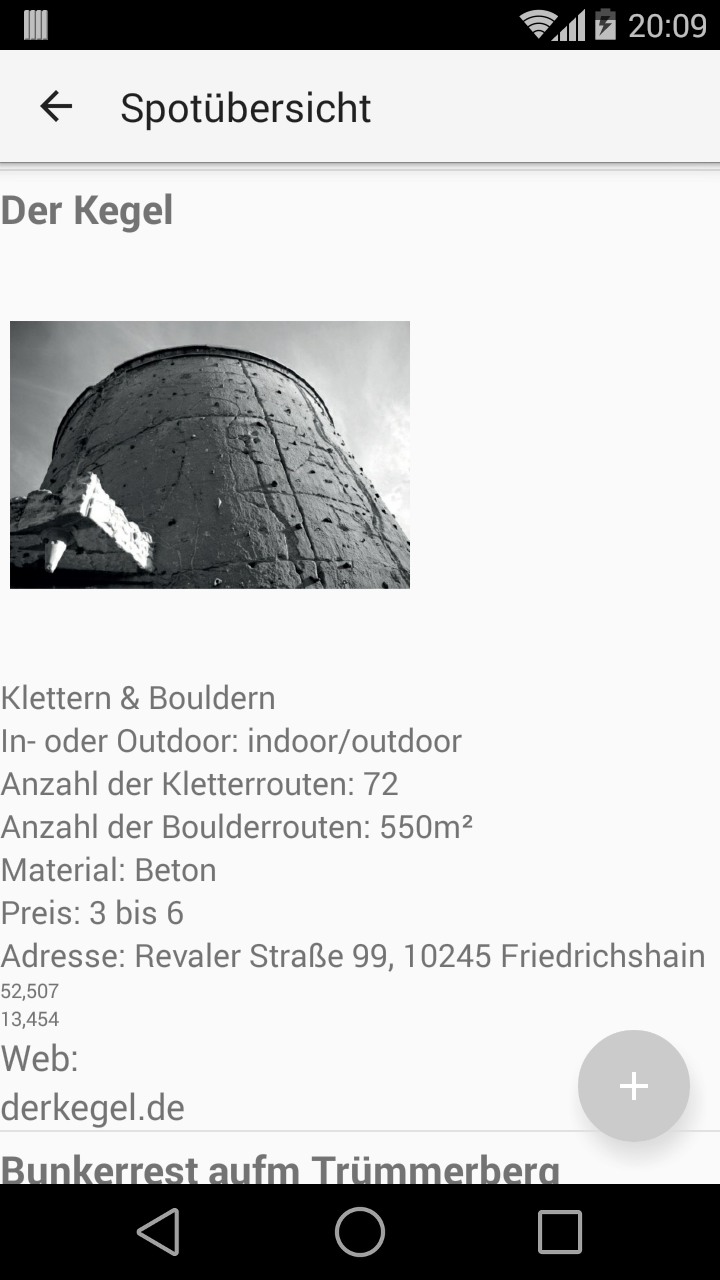 20:09
Spotübersicht
Der Kegel
Klettern & Bouldern
In- oder Outdoor: indoor/outdoor
Anzahl der Kletterrouten: 72
Anzahl der Boulderrouten: 550m²
Material: Beton
Preis: 3 bis 6
Adresse: Revaler Straße 99, 10245 Friedrichshain
52,507
13,454
Web:
derkegel.de
Bunkerrest aufm Trümmerberg